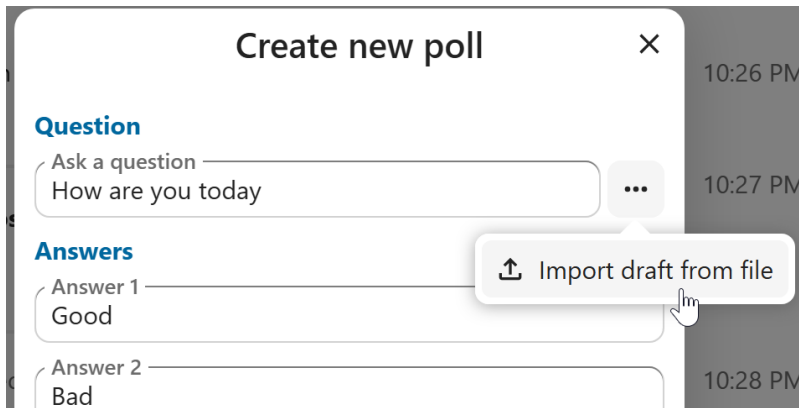 Create new poll
10:26 PM
Question
Ask a question
How are you today
10:27 PM
Answers
Import draft from file
Answer 1
Good
Answer 2
Bad
10:28 PM